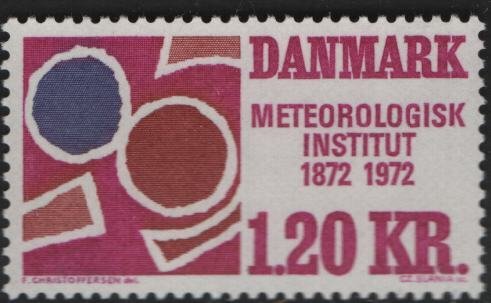 DANMARK
METEOROLOGISK
INSTITUT
1872 1972
1.20 KR.
F. CHRISTOFFERSEN del.
CZ. SLANIA sc.